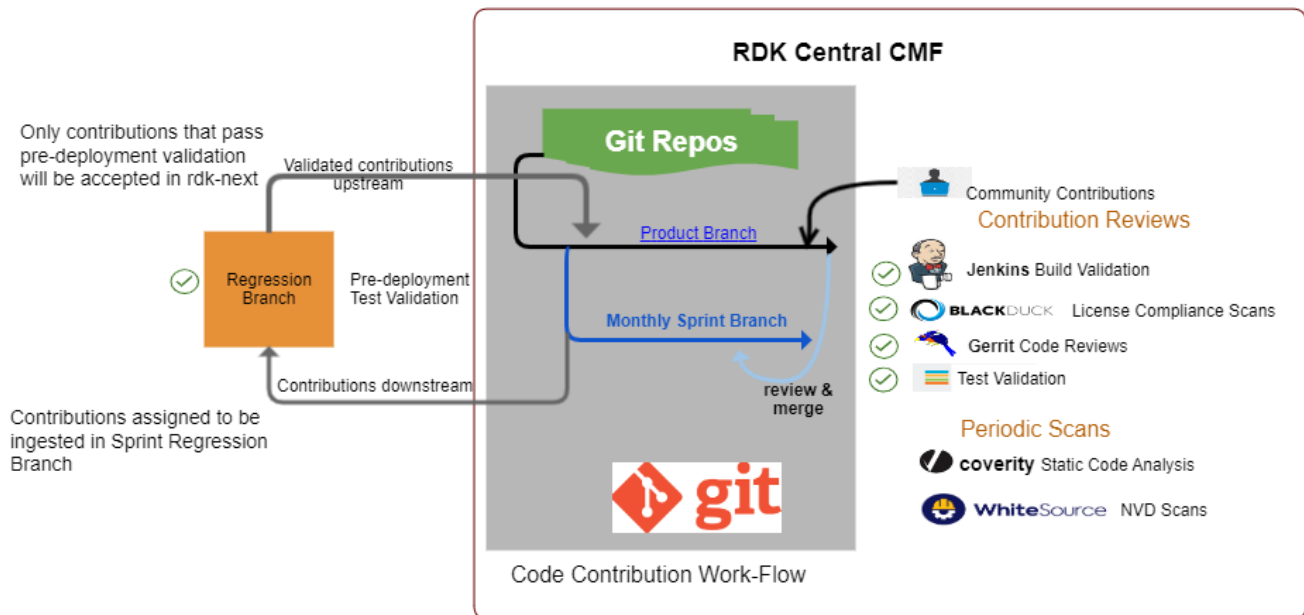 RDK Central CMF
Git Repos
Only contributions that pass
pre-deployment validation
will be accepted in rdk-next
Validated contributions
upstream
Community Contributions
Contribution Reviews
Product Branch
Regression
Branch
Pre-deployment
Test Validation
Jenkins Build Validation
BLACKDUCK License Compliance Scans
Monthly Sprint Branch
Gerrit Code Reviews
Test Validation
Contributions downstream
review &
merge
Contributions assigned to be
ingested in Sprint Regression
Branch
Periodic Scans
coverity Static Code Analysis
git
WhiteSource NVD Scans
Code Contribution Work-Flow